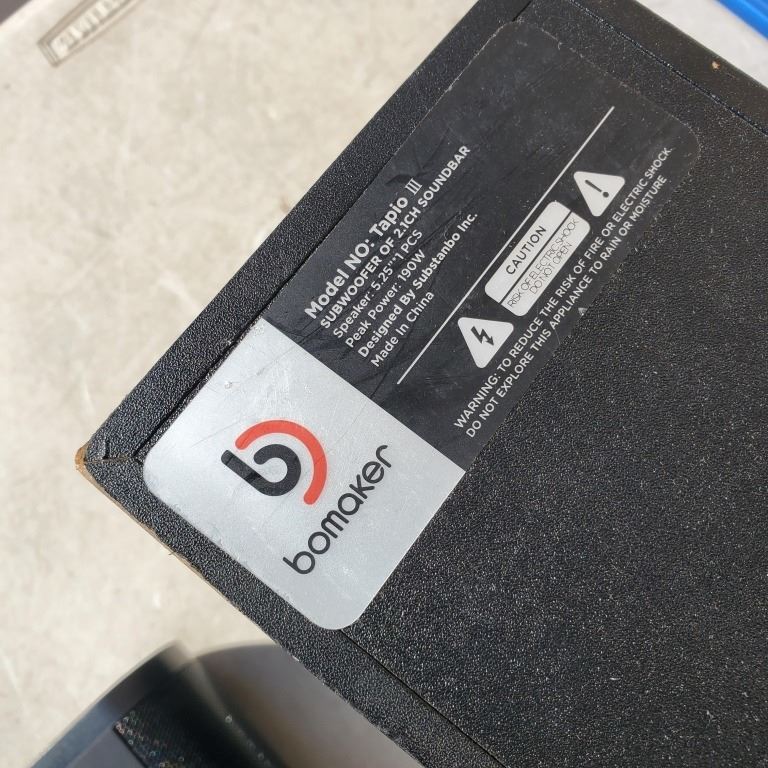 Model NO: Tapio III
SUBWOOFER OF 2.1CH SOUNDBAR
Speaker: 5.25"*1 PCS
Peak Power: 190W
Designed By Substanbo Inc.
Made In China
CAUTION
RISK OF ELECTRIC SHOCK
DO NOT OPEN
WARNING: TO REDUCE THE RISK OF FIRE OR ELECTRIC SHOCK
DO NOT EXPLORE THIS APPLIANCE TO RAIN OR MOISTURE
bomaker